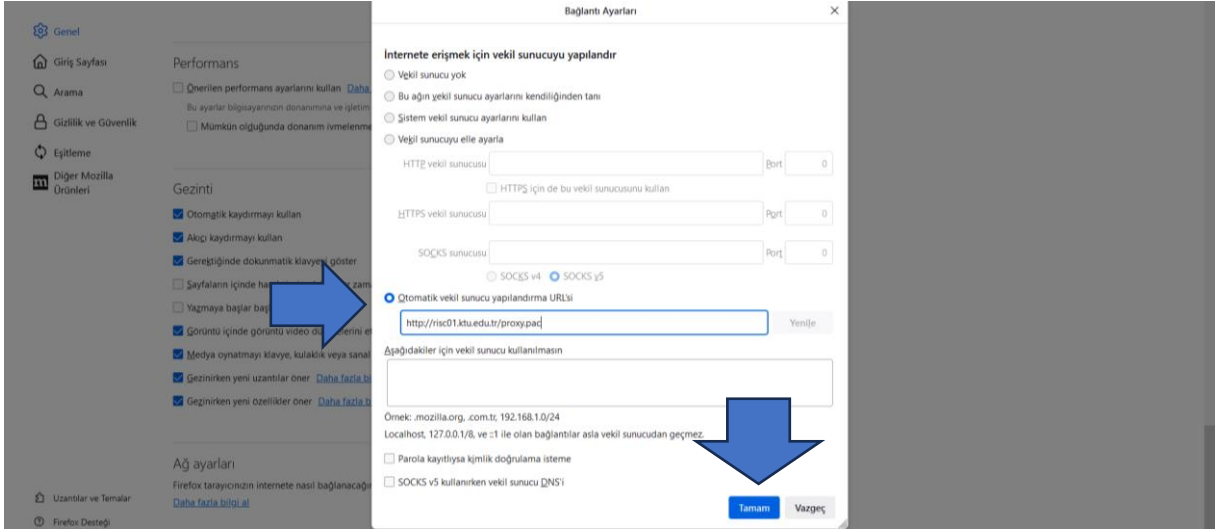 Bağlantı Ayarları
Genel
Giriş Sayfası
Arama
Gizlilik ve Güvenlik
Eşitleme
Diğer Mozilla
Ürünleri
Uzantılar ve Temalar
Firefox Desteği
Performans
Önerilen performans ayarlarını kullan Daha
Bu ayarlar bilgisayarınızın donanımına ve işletim
Mümkün olduğunda donanım ivmelenme
Gezinti
Otomatik kaydırmayı kullan
Akıcı kaydırmayı kullan
Gerektiğinde dokunmatik klavyeyi göster
Sayfaların içinde
Yazmaya başlar
Görüntü içinde görüntü video
Medya oynatmayı klavye, kulaklık veya sanal
Gezinirken yeni uzantılar öner Daha fazla bi
Gezinirken yeni özellikler öner Daha fazla b
Ağ ayarları
Firefox tarayıcınızın internete nasıl bağlanacağı
Daha fazla bilgi al
İnternete erişmek için vekil sunucuyu yapılandır
Vekil sunucu yok
Bu ağın vekil sunucu ayarlarını kendiliğinden tanı
Sistem vekil sunucu ayarlarını kullan
Vekil sunucuyu elle ayarla
HTTP vekil sunucusu Port 0
HTTPS için de bu vekil sunucusunu kullan
HTTPS vekil sunucusu Port 0
SOCKS sunucusu Port 0
SOCKS v4 SOCKS v5
Otomatik vekil sunucu yapılandırma URL'si
http://risc01.ktu.edu.tr/proxy.pac Yenile
Aşağıdakiler için vekil sunucu kullanılmasın
Örnek: .mozilla.org, .com.tr, 192.168.1.0/24
Localhost, 127.0.0.1/8, ve ::1 ile olan bağlantılar asla vekil sunucudan geçmez.
Parola kayıtlıysa kimlik doğrulama isteme
SOCKS v5 kullanırken vekil sunucu DNS'i
Tamam Vazgeç